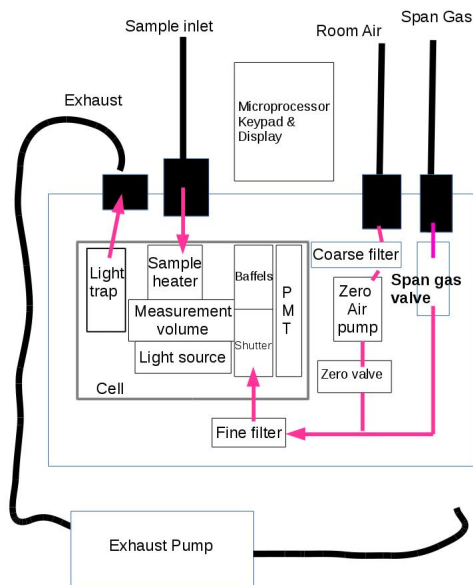 Span Gas
Sample inlet
Room Air
Exhaust
Microprocessor
Keypad &
Display
Light
trap
Sample
heater
Baffels
P
M
T
Coarse filter
Span gas
valve
Zero
Air
pump
Measurement
volume
Shutter
Light source
Zero valve
Cell
Fine filter
Exhaust Pump